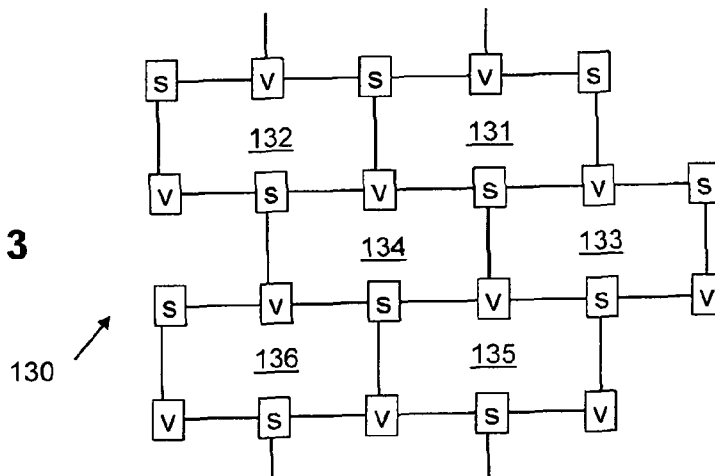 S V S V S
132 131
V S V S V S
3
134 133
S V S V S V
130
136 135
V S V S V